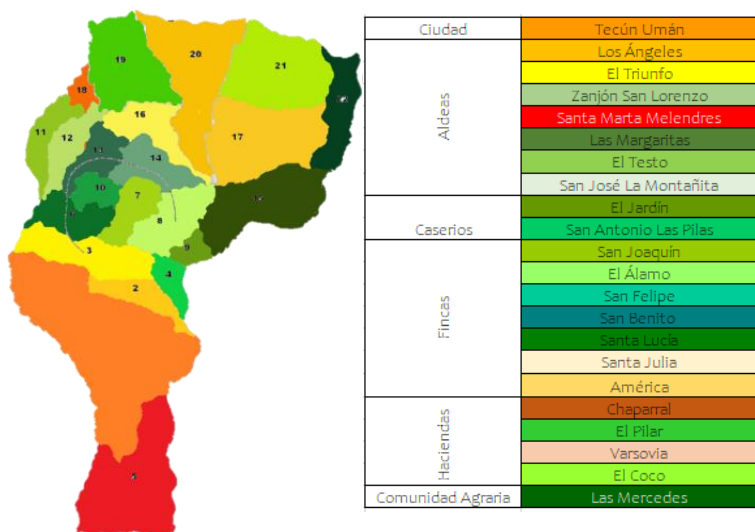 19
20
21
18
16
11
12
17
13
14
10
7
8
3
9
4
2
Ciudad
Tecún Umán
Aldeas
Los Ángeles
El Triunfo
Zanjón San Lorenzo
Santa Marta Melendres
Las Margaritas
El Testo
San José La Montañita
Caserios
El Jardín
San Antonio Las Pilas
Fincas
San Joaquín
El Álamo
San Felipe
San Benito
Santa Lucía
Santa Julia
América
Haciendas
Chaparral
El Pilar
Varsovia
El Coco
Comunidad Agraria
Las Mercedes